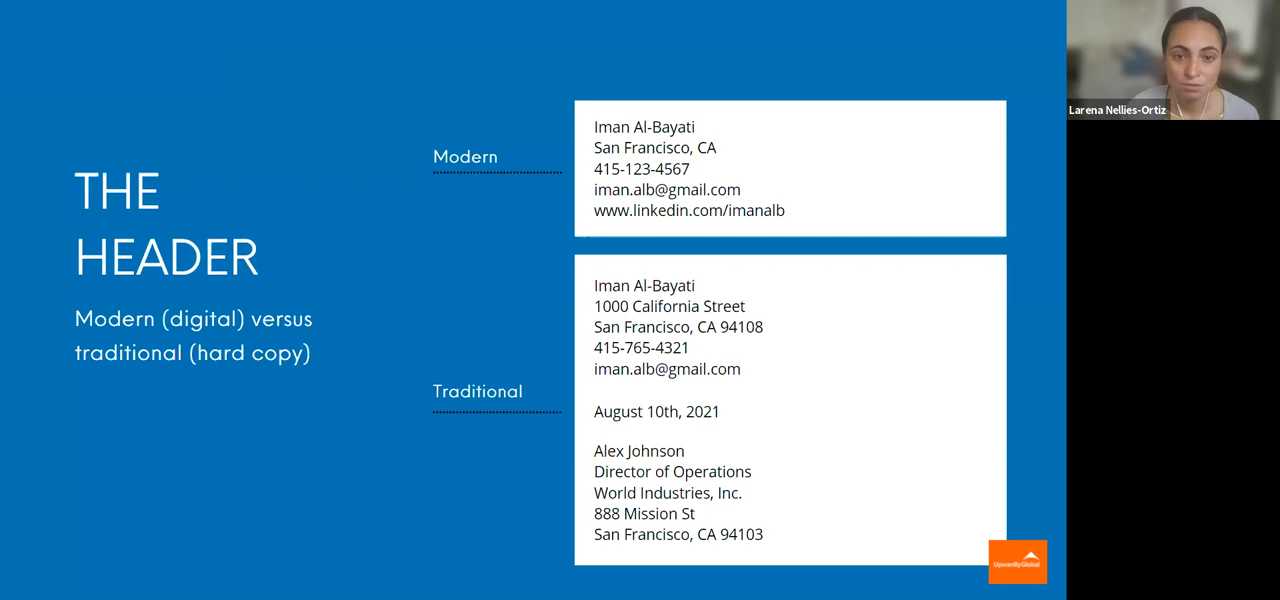 THE
HEADER
Modern (digital) versus
traditional (hard copy)
Modern
Iman Al-Bayati
San Francisco, CA
415-123-4567
iman.alb@gmail.com
www.linkedin.com/imanalb
Traditional
Iman Al-Bayati
1000 California Street
San Francisco, CA 94108
415-765-4321
iman.alb@gmail.com
August 10th, 2021
Alex Johnson
Director of Operations
World Industries, Inc.
888 Mission St
San Francisco, CA 94103
UpwardlyGlobal
Larena Nellies-Ortiz